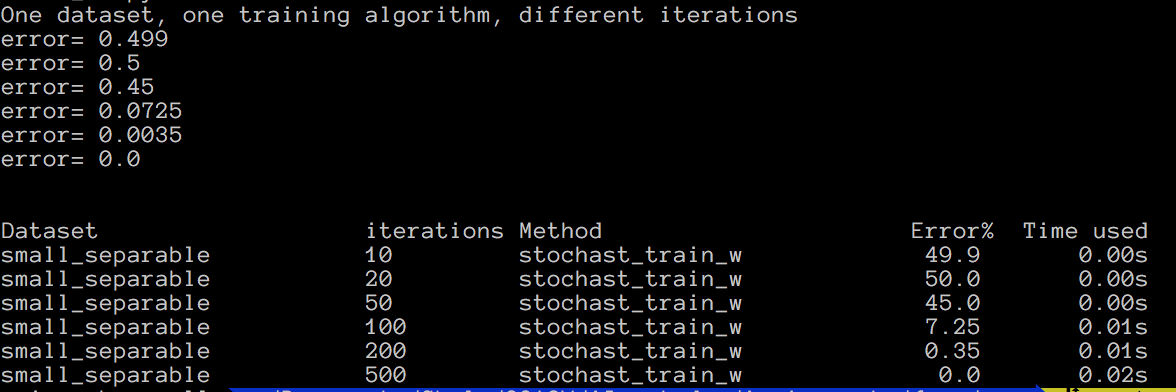 One dataset, one training algorithm, different iterations
error= 0.499
error= 0.5
error= 0.45
error= 0.0725
error= 0.0035
error= 0.0
Dataset iterations Method Error% Time used
small_separable 10 stochast_train_w 49.9 0.00s
small_separable 20 stochast_train_w 50.0 0.00s
small_separable 50 stochast_train_w 45.0 0.00s
small_separable 100 stochast_train_w 7.25 0.01s
small_separable 200 stochast_train_w 0.35 0.01s
small_separable 500 stochast_train_w 0.0 0.02s